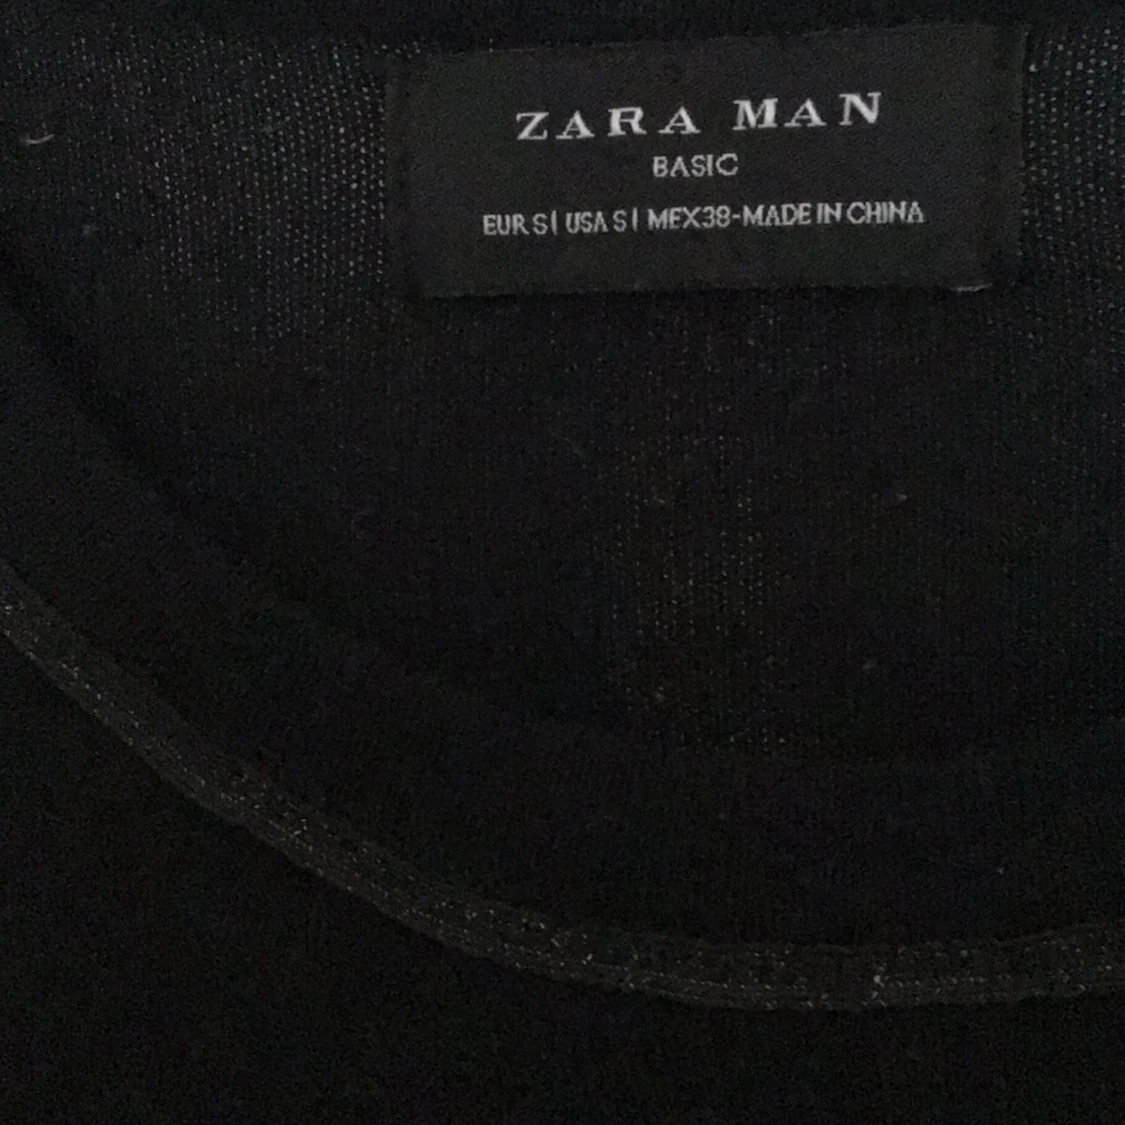 ZARA MAN
BASIC
EUR S | USA S | MEX38-MADE IN CHINA